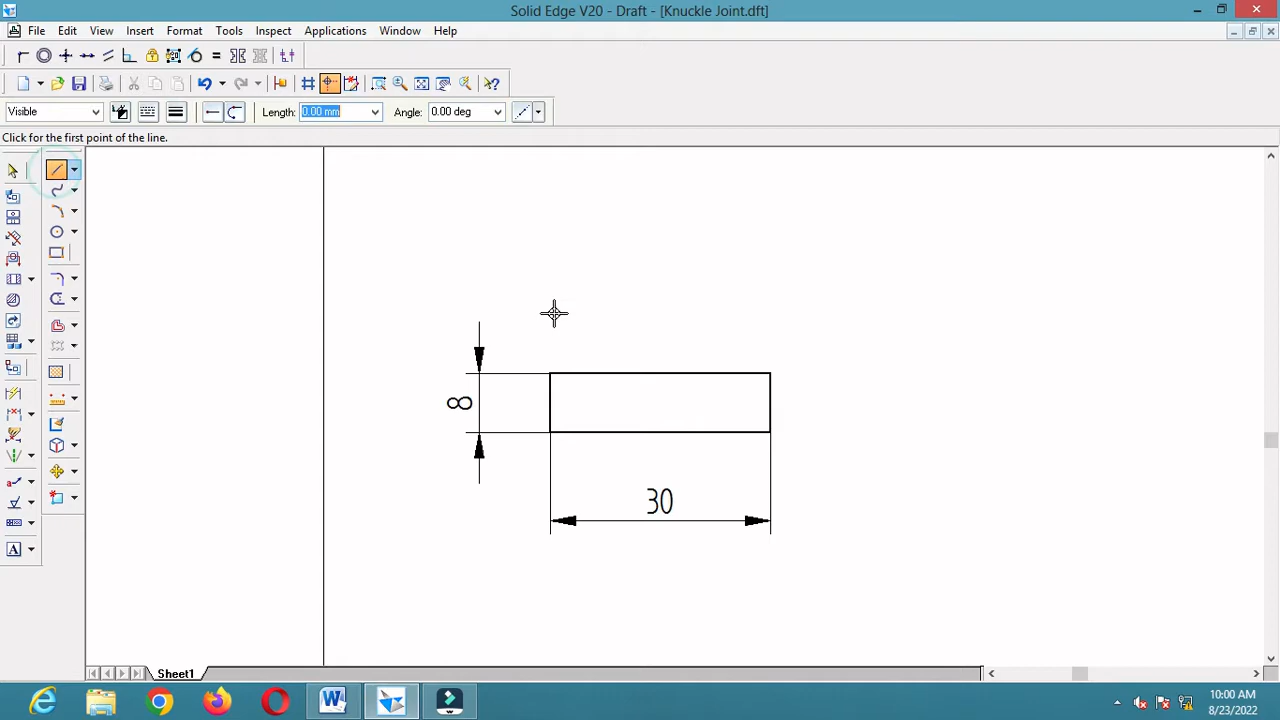 Solid Edge V20 - Draft - [Knuckle Joint.dft]
File Edit View Insert Format Tools Inspect Applications Window Help
Visible Length: 0.00 mm Angle: 0.00 deg
Click for the first point of the line.
8
30
A
Sheet1
10:00 AM
8/23/2022